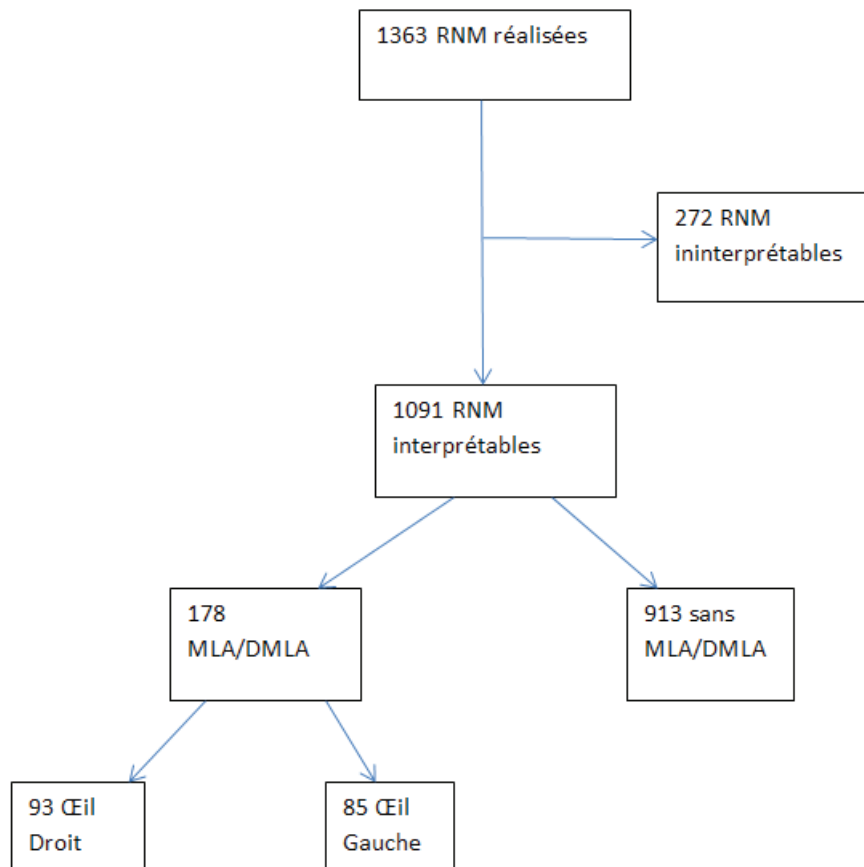 1363 RNM réalisées
272 RNM
ininterprétables
1091 RNM
interprétables
178
MLA/DMLA
913 sans
MLA/DMLA
93 Œil
Droit
85 Œil
Gauche